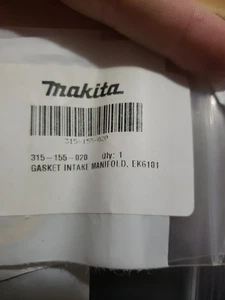 makita
315-155-020
315-155-020 Qty: 1
GASKET INTAKE MANIFOLD, EK6101